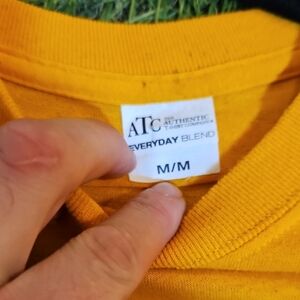 ATC THE
AUTHENTIC
T-SHIRT COMPANY®
EVERYDAY BLEND
M/M